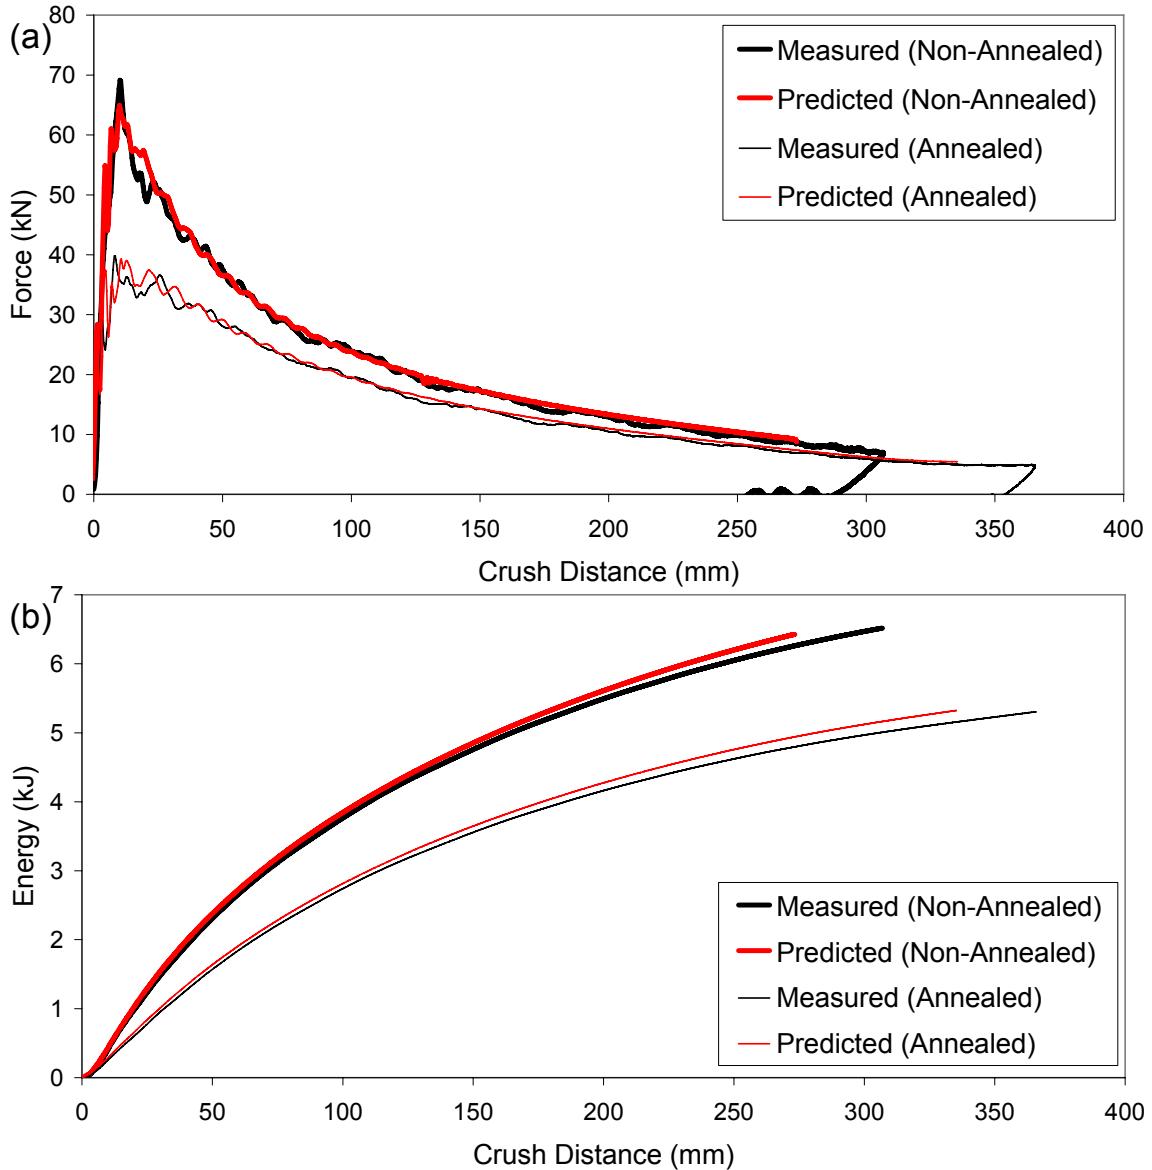 (a)
80
70
60
50
40
30
20
10
0
Force (kN)
Measured (Non-Annealed)
Predicted (Non-Annealed)
Measured (Annealed)
Predicted (Annealed)
0 50 100 150 200 250 300 350 400
Crush Distance (mm)
(b)
7
6
5
4
3
2
1
0
Energy (kJ)
Measured (Non-Annealed)
Predicted (Non-Annealed)
Measured (Annealed)
Predicted (Annealed)
0 50 100 150 200 250 300 350 400
Crush Distance (mm)